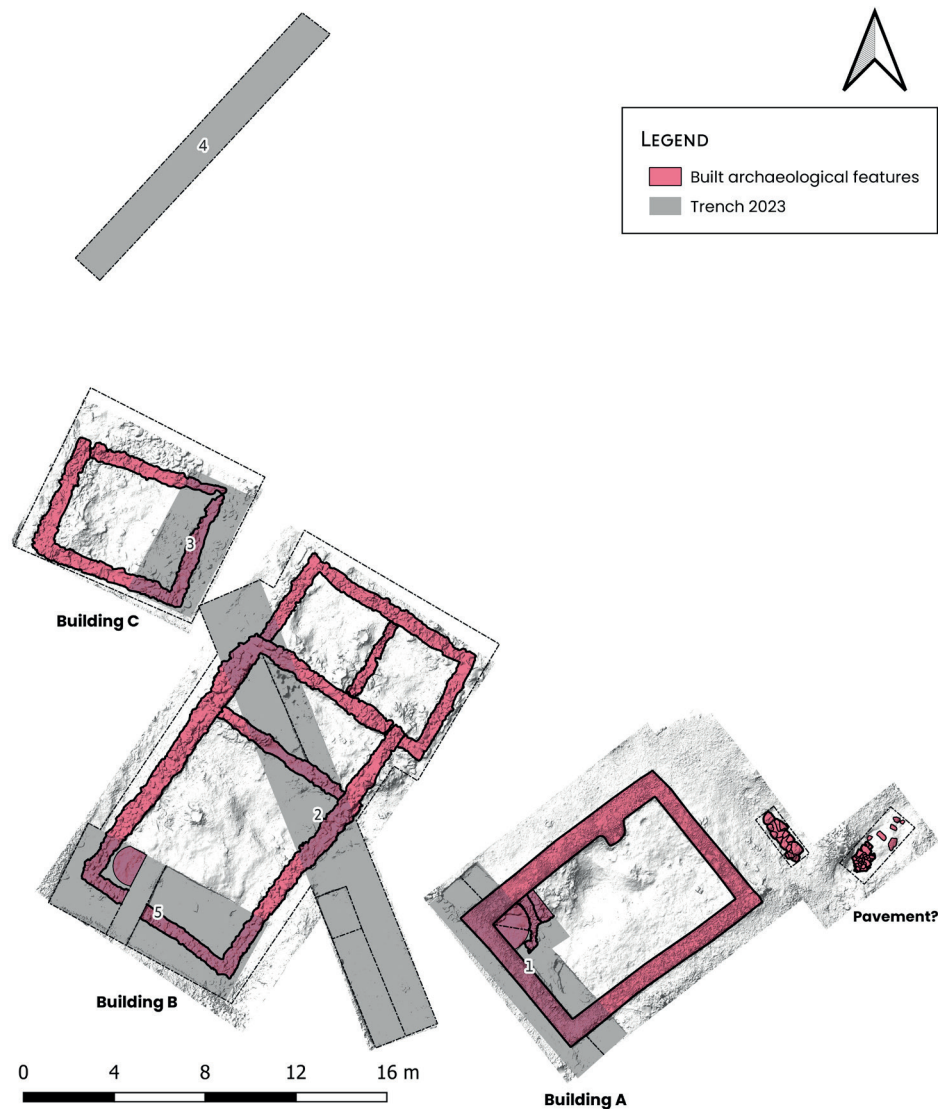 4
LEGEND
Built archaeological features
Trench 2023
3
Building C
2
5
1
Pavement?
Building B
0 4 8 12 16 m
Building A